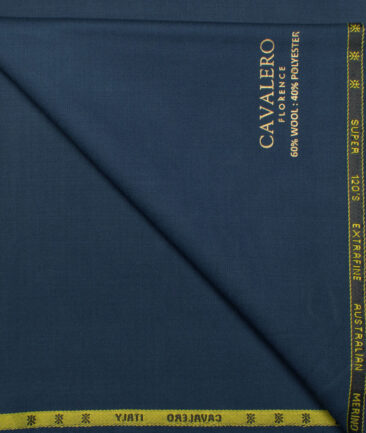 CAVALERO
FLORENCE
60% WOOL : 40% POLYESTER
SUPER 120'S EXTRAFINE AUSTRALIAN MERINO
CAVALERO ITALY